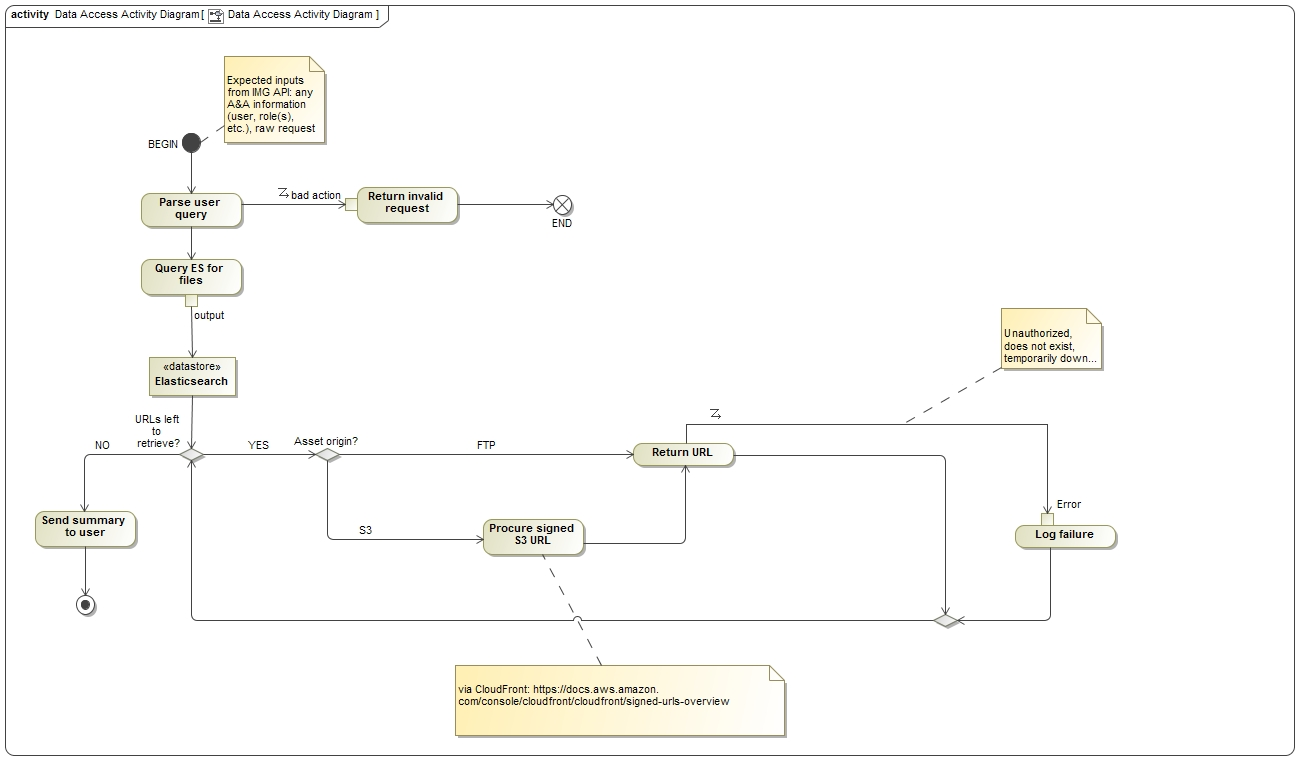 activity Data Access Activity Diagram [ Data Access Activity Diagram ]
Expected inputs
from IMG API: any
A&A information
(user, role(s),
etc.), raw request
BEGIN
Parse user
query
bad action
Return invalid
request
END
Query ES for
files
output
Unauthorized,
does not exist,
temporarily down...
«datastore»
Elasticsearch
URLs left
to
retrieve?
NO
YES
Asset origin?
FTP
Return URL
Send summary
to user
S3
Procure signed
S3 URL
Error
Log failure
via CloudFront: https://docs.aws.amazon.
com/console/cloudfront/cloudfront/signed-urls-overview